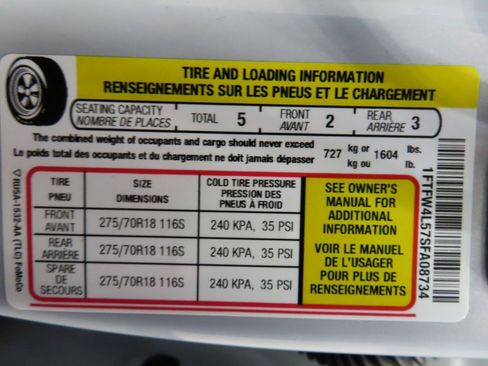 TIRE AND LOADING INFORMATION
RENSEIGNEMENTS SUR LES PNEUS ET LE CHARGEMENT
SEATING CAPACITY
NOMBRE DE PLACES
TOTAL 5
FRONT
AVANT 2
REAR
ARRIÈRE 3
The combined weight of occupants and cargo should never exceed
Le poids total des occupants et du chargement ne doit jamais dépasser
727 kg or 1604 lbs.
kg ou lb.
TIRE
PNEU
SIZE
DIMENSIONS
COLD TIRE PRESSURE
PRESSION DES
PNEUS À FROID
FRONT
AVANT
275/70R18 116S
240 KPA, 35 PSI
REAR
ARRIÈRE
275/70R18 116S
240 KPA, 35 PSI
SPARE
DE SECOURS
275/70R18 116S
240 KPA, 35 PSI
SEE OWNER'S
MANUAL FOR
ADDITIONAL
INFORMATION
VOIR LE MANUEL
DE L'USAGER
POUR PLUS DE
RENSEIGNEMENTS
1FTFW4L57SFA08734